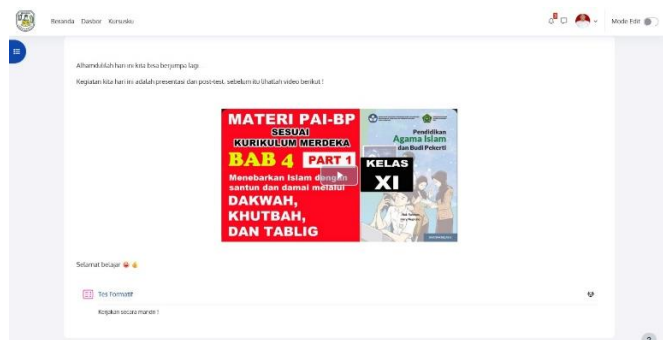 Beranda Dasbor Kursusku
Mode Edit
Alhamdulilah hari ini kita bisa berjumpa lagi.
Kegiatan kita hari ini adalah presentasi dan post-test. sebelum itu lihatlah video berikut !
MATERI PAI-BP
SESUAI
KURIKULUM MERDEKA
BAB 4 PART 1
Menebarkan Islam dengan
santun dan damai melalui
DAKWAH,
KHUTBAH,
DAN TABLIG
Pendidikan
Agama Islam
dan Budi Pekerti
KELAS
XI
Selamat belajar
Tes Formatif
Kerjakan secara mandiri !
?